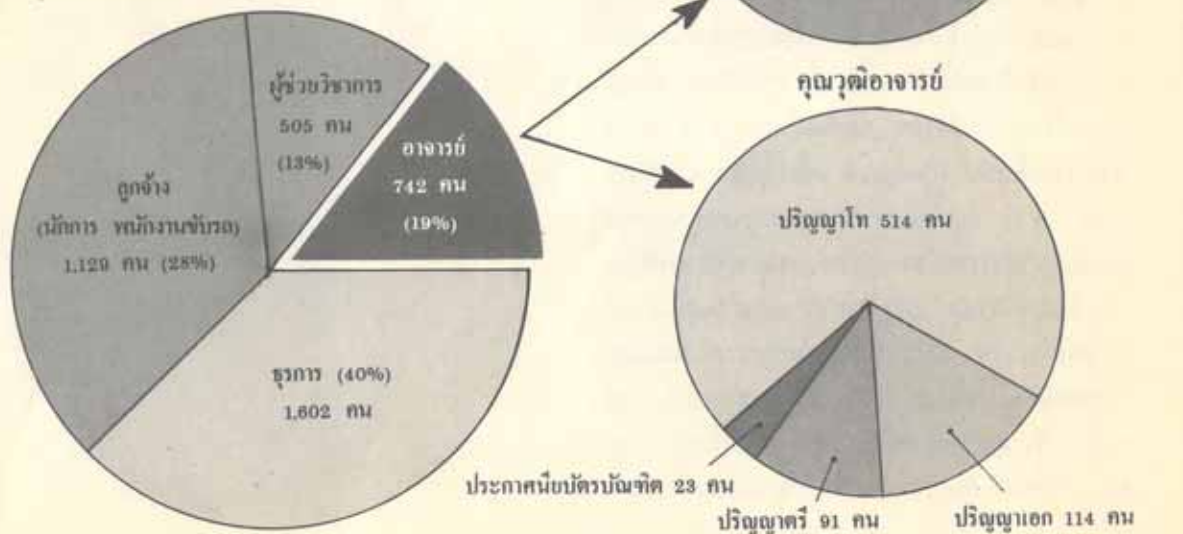 ผู้ช่วยวิชาการ
505 คน
(13%)
อาจารย์
742 คน
(19%)
ลูกจ้าง
(นักการ พนักงานขับรถ)
1,129 คน (28%)
ธุรการ (40%)
1,602 คน
คุณวุฒิอาจารย์
ปริญญาโท 514 คน
ประกาศนียบัตรบัณฑิต 23 คน
ปริญญาตรี 91 คน
ปริญญาเอก 114 คน